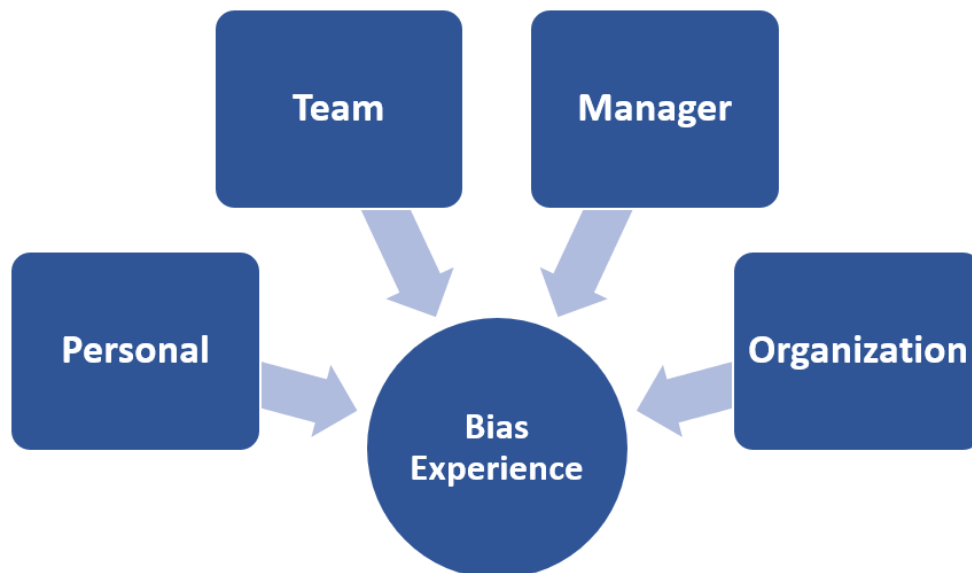 Team
Manager
Personal
Organization
Bias
Experience